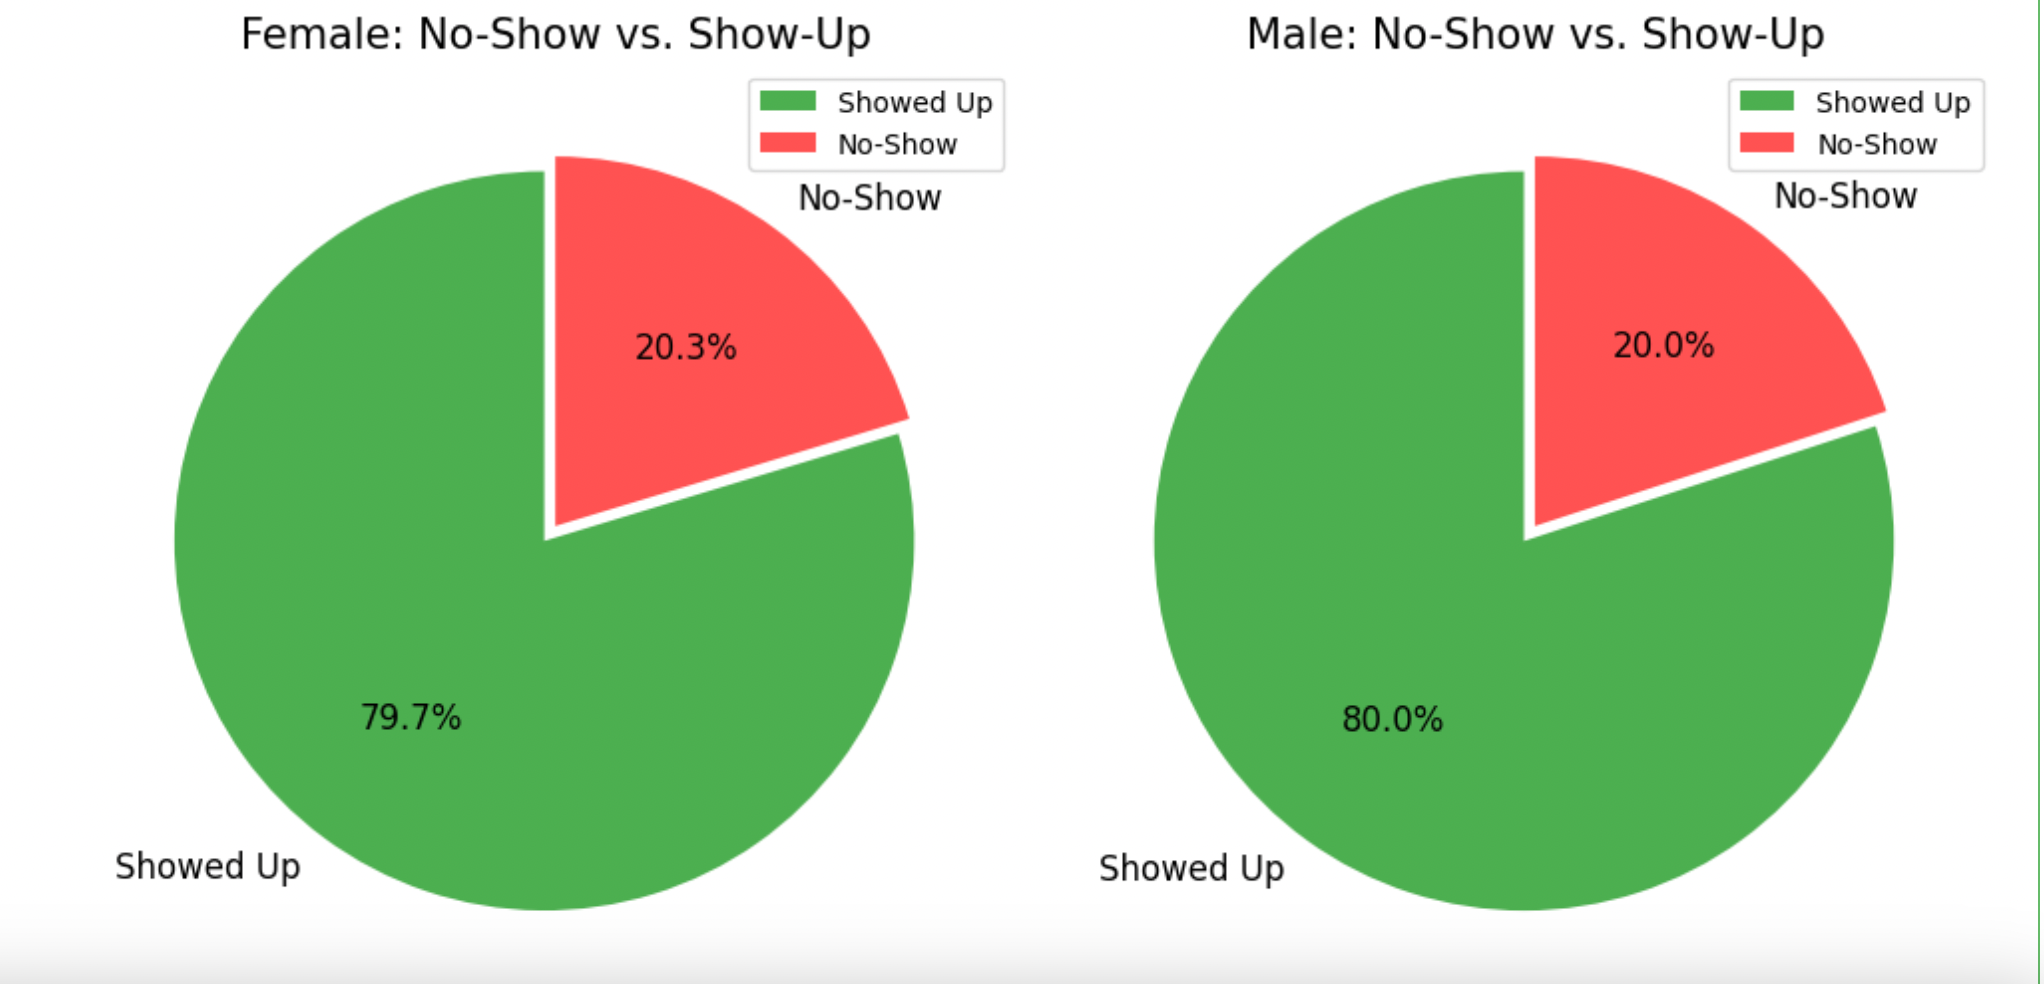 Female: No-Show vs. Show-Up
Showed Up
No-Show
No-Show
20.3%
79.7%
Showed Up
Male: No-Show vs. Show-Up
Showed Up
No-Show
No-Show
20.0%
80.0%
Showed Up